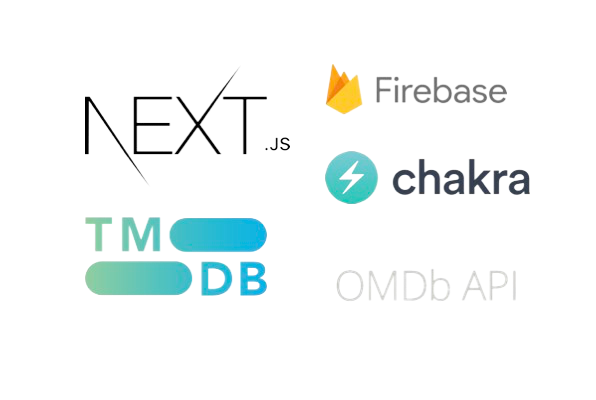 NEXT.JS
Firebase
chakra
TM
DB
OMDb API